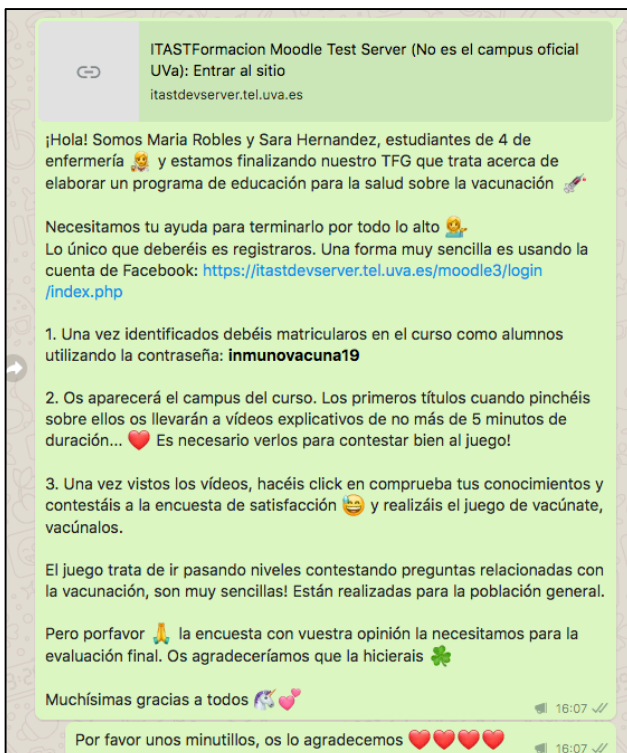 ITASTFormacion Moodle Test Server (No es el campus oficial
UVa): Entrar al sitio
itastdevserver.tel.uva.es
¡Hola! Somos Maria Robles y Sara Hernandez, estudiantes de 4 de
enfermería 👩‍⚕️ y estamos finalizando nuestro TFG que trata acerca de
elaborar un programa de educación para la salud sobre la vacunación 💉
Necesitamos tu ayuda para terminarlo por todo lo alto 💁‍♀️
Lo único que deberéis es registraros. Una forma muy sencilla es usando la
cuenta de Facebook: https://itastdevserver.tel.uva.es/moodle3/login
/index.php
1. Una vez identificados debéis matricularos en el curso como alumnos
utilizando la contraseña: inmunovacuna19
2. Os aparecerá el campus del curso. Los primeros títulos cuando pinchéis
sobre ellos os llevarán a vídeos explicativos de no más de 5 minutos de
duración... ❤️ Es necesario verlos para contestar bien al juego!
3. Una vez vistos los vídeos, hacéis click en comprueba tus conocimientos y
contestáis a la encuesta de satisfacción 😅 y realizáis el juego de vacúnate,
vacúnalos.
El juego trata de ir pasando niveles contestando preguntas relacionadas con
la vacunación, son muy sencillas! Están realizadas para la población general.
Pero porfavor 🙏 la encuesta con vuestra opinión la necesitamos para la
evaluación final. Os agradeceríamos que la hicierais 🍀
Muchísimas gracias a todos 🦄💕
16:07
Por favor unos minutillos, os lo agradecemos ❤️❤️❤️❤️
16:07